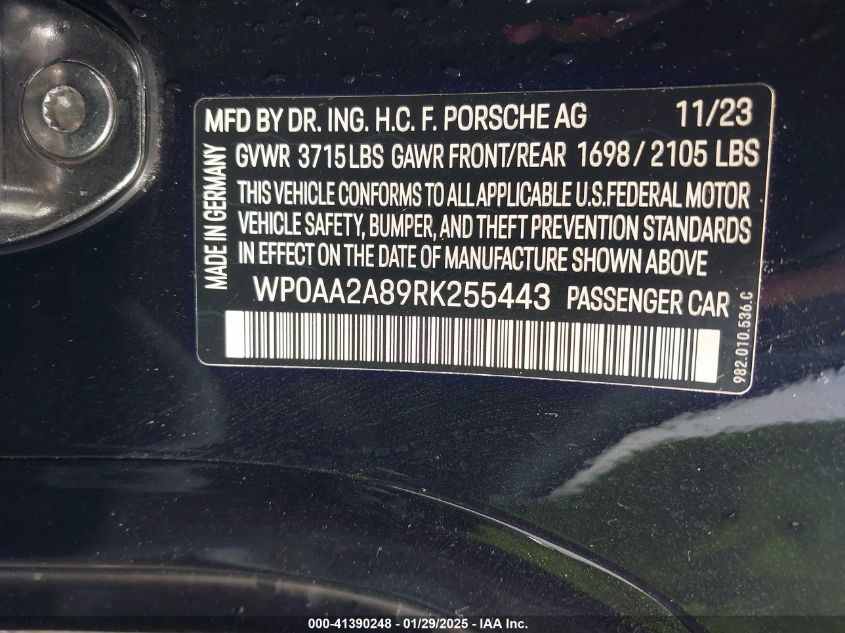 MFD BY DR. ING. H.C. F. PORSCHE AG 11/23
GVWR 3715 LBS GAWR FRONT/REAR 1698/2105 LBS
THIS VEHICLE CONFORMS TO ALL APPLICABLE U.S.FEDERAL MOTOR
VEHICLE SAFETY, BUMPER, AND THEFT PREVENTION STANDARDS
IN EFFECT ON THE DATE OF MANUFACTURE SHOWN ABOVE
MADE IN GERMANY
WP0AA2A89RK255443 PASSENGER CAR
982.010.536.C
000-41390248 - 01/29/2025 - IAA Inc.